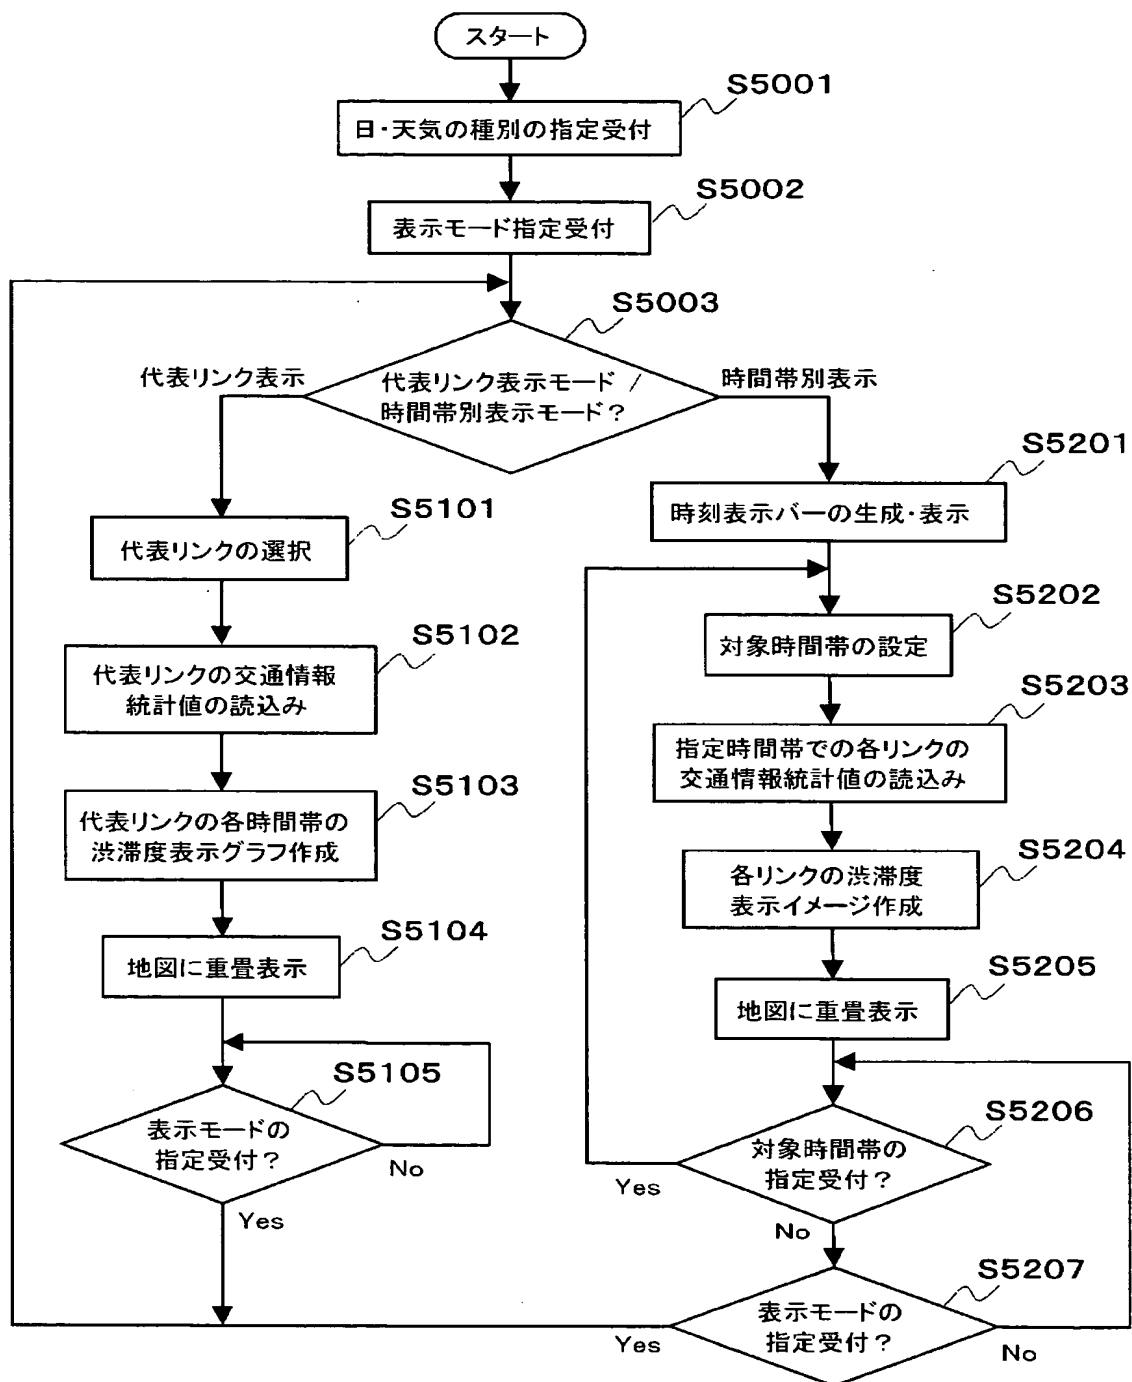 スタート
S5001
日・天気の種別の指定受付
S5002
表示モード指定受付
S5003
代表リンク表示
代表リンク表示モード /
時間帯別表示モード？
時間帯別表示
S5101
代表リンクの選択
S5102
代表リンクの交通情報
統計値の読込み
S5103
代表リンクの各時間帯の
渋滞度表示グラフ作成
S5104
地図に重畳表示
S5105
表示モードの
指定受付？
No
Yes
S5201
時刻表示バーの生成・表示
S5202
対象時間帯の設定
S5203
指定時間帯での各リンクの
交通情報統計値の読込み
S5204
各リンクの渋滞度
表示イメージ作成
S5205
地図に重畳表示
S5206
対象時間帯の
指定受付？
Yes
No
S5207
表示モードの
指定受付？
Yes
No